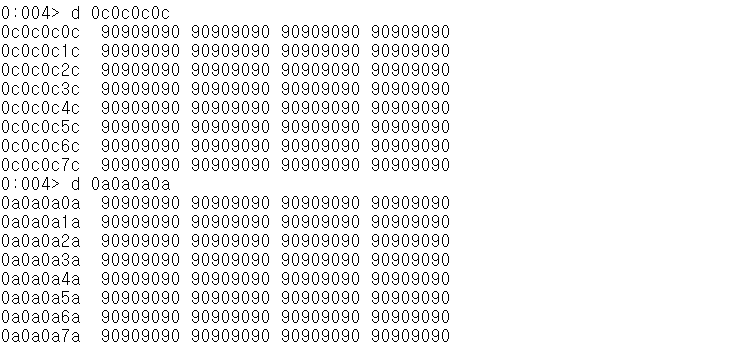 0:004> d 0c0c0c0c
0c0c0c0c  90909090 90909090 90909090 90909090
0c0c0c1c  90909090 90909090 90909090 90909090
0c0c0c2c  90909090 90909090 90909090 90909090
0c0c0c3c  90909090 90909090 90909090 90909090
0c0c0c4c  90909090 90909090 90909090 90909090
0c0c0c5c  90909090 90909090 90909090 90909090
0c0c0c6c  90909090 90909090 90909090 90909090
0c0c0c7c  90909090 90909090 90909090 90909090
0:004> d 0a0a0a0a
0a0a0a0a  90909090 90909090 90909090 90909090
0a0a0a1a  90909090 90909090 90909090 90909090
0a0a0a2a  90909090 90909090 90909090 90909090
0a0a0a3a  90909090 90909090 90909090 90909090
0a0a0a4a  90909090 90909090 90909090 90909090
0a0a0a5a  90909090 90909090 90909090 90909090
0a0a0a6a  90909090 90909090 90909090 90909090
0a0a0a7a  90909090 90909090 90909090 90909090